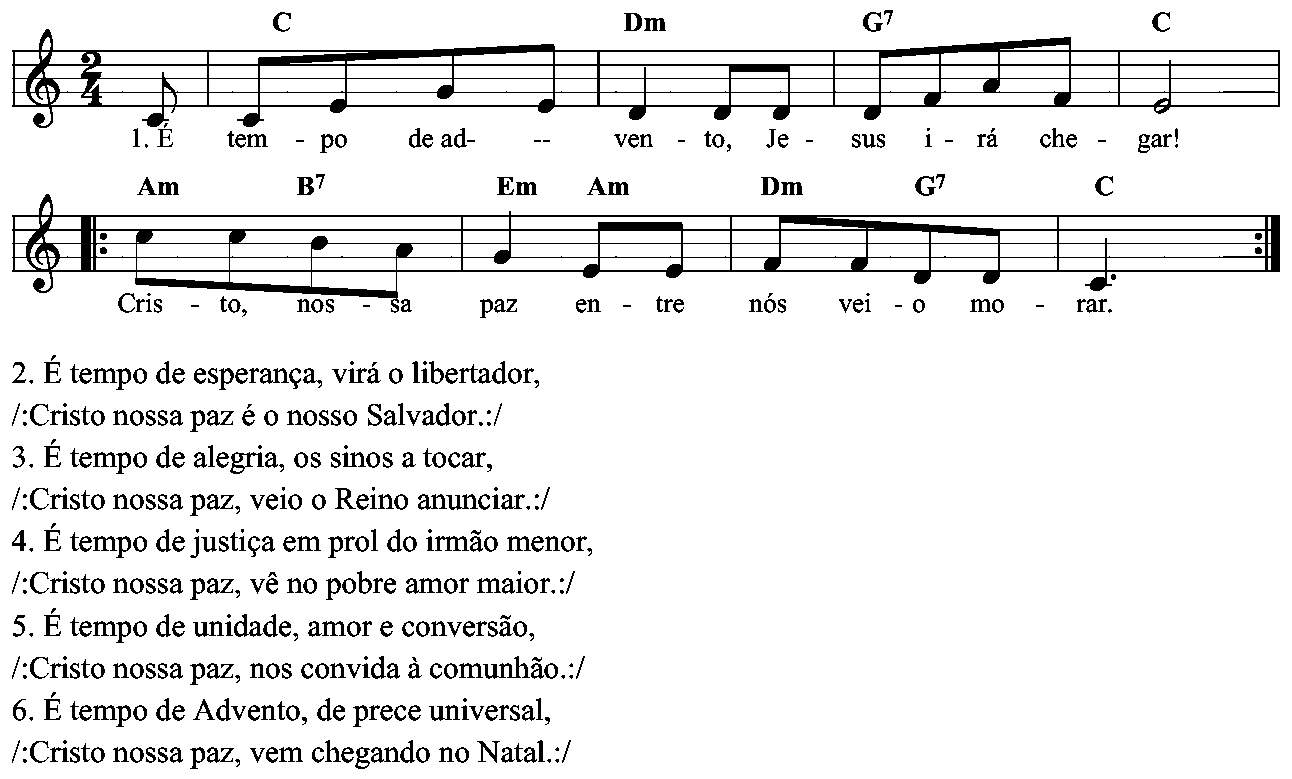 C Dm G7 C
2
4
1. É tem - po de ad- -- ven - to, Je - sus i - rá che - gar!
Am B7 Em Am Dm G7 C
Cris - to, nos - sa paz en - tre nós vei - o mo - rar.
2. É tempo de esperança, virá o libertador,
/:Cristo nossa paz é o nosso Salvador.:/
3. É tempo de alegria, os sinos a tocar,
/:Cristo nossa paz, veio o Reino anunciar.:/
4. É tempo de justiça em prol do irmão menor,
/:Cristo nossa paz, vê no pobre amor maior.:/
5. É tempo de unidade, amor e conversão,
/:Cristo nossa paz, nos convida à comunhão.:/
6. É tempo de Advento, de prece universal,
/:Cristo nossa paz, vem chegando no Natal.:/